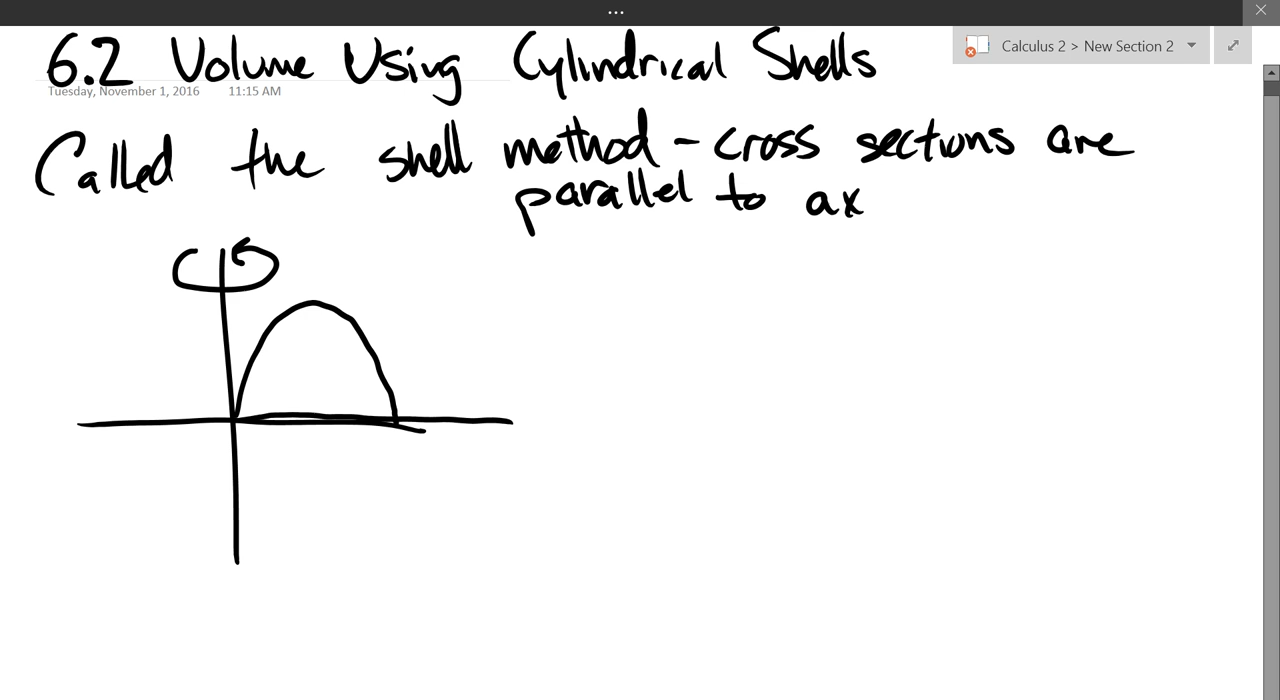 ...
Calculus 2 > New Section 2
6.2 Volume Using Cylindrical Shells
Tuesday, November 1, 2016 11:15 AM
Called the shell method - cross sections are
parallel to ax